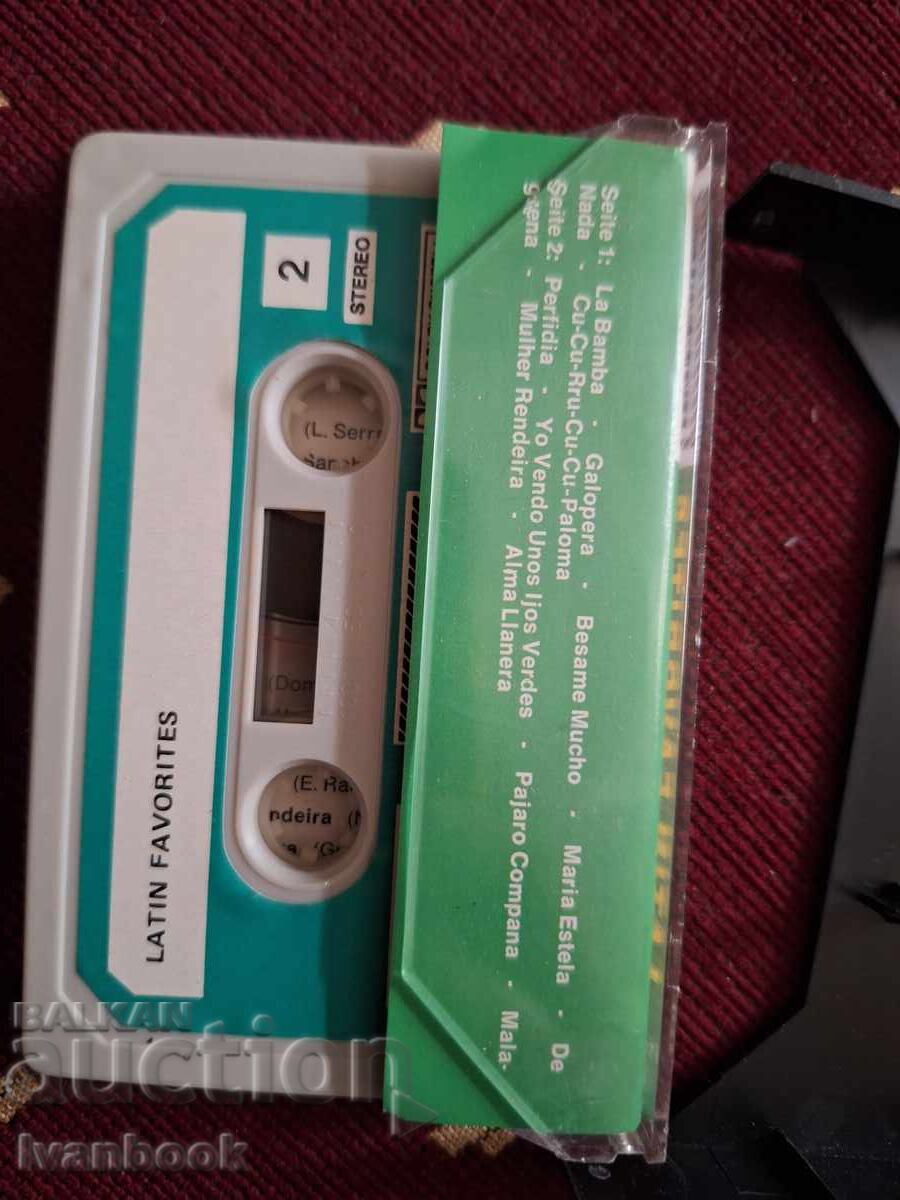 LATIN FAVORITES
2
STEREO
(L. Serr
(Dom
(E. Ra
ndeira
Seite 1: La Bamba - Galopera - Besame Mucho - Maria Estela - De
Nada - Cu-Cu-Rru-Cu-Cu-Paloma
Seite 2: Perfidia - Yo Vendo Unos Ijos Verdes - Pajaro Compana - Mala-
guena - Mulher Rendeira - Alma Llanera
BALKAN
auction
Ivanbook